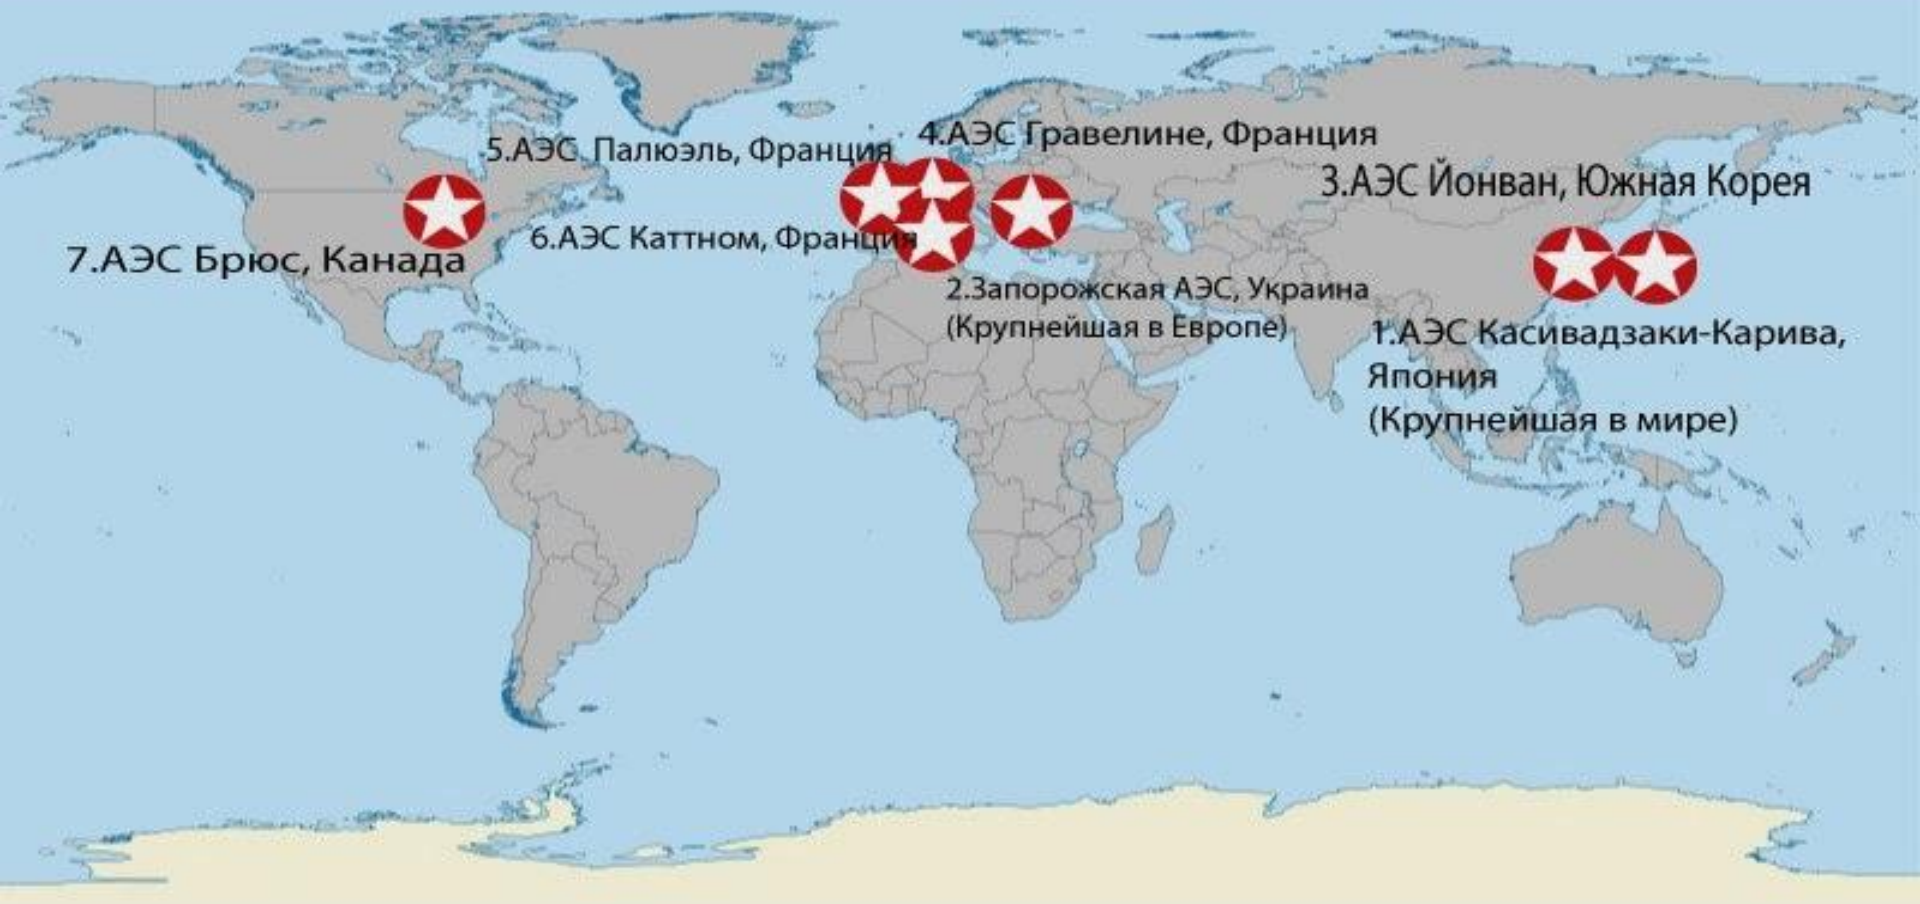 5.АЭС Палюэль, Франция
4.АЭС Гравелине, Франция
3.АЭС Йонван, Южная Корея
6.АЭС Каттном, Франция
7.АЭС Брюс, Канада
2.Запорожская АЭС, Украина
(Крупнейшая в Европе)
1.АЭС Касивадзаки-Карива,
Япония
(Крупнейшая в мире)